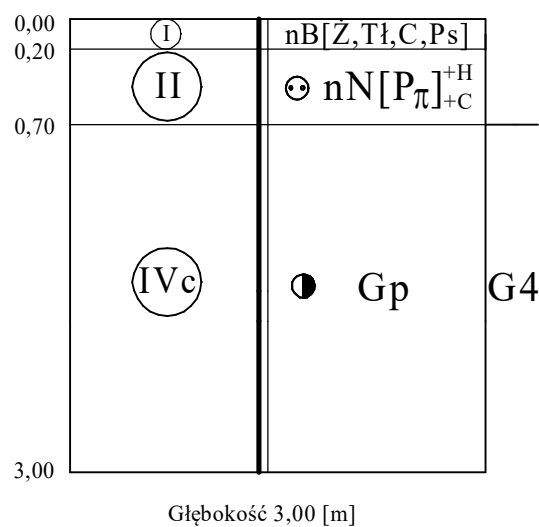 0,00 I nB[Ż,Tł,C,Ps]
0,20
II nN[Pπ]+H+C
0,70
IVc Gp G4
3,00
Głębokość 3,00 [m]